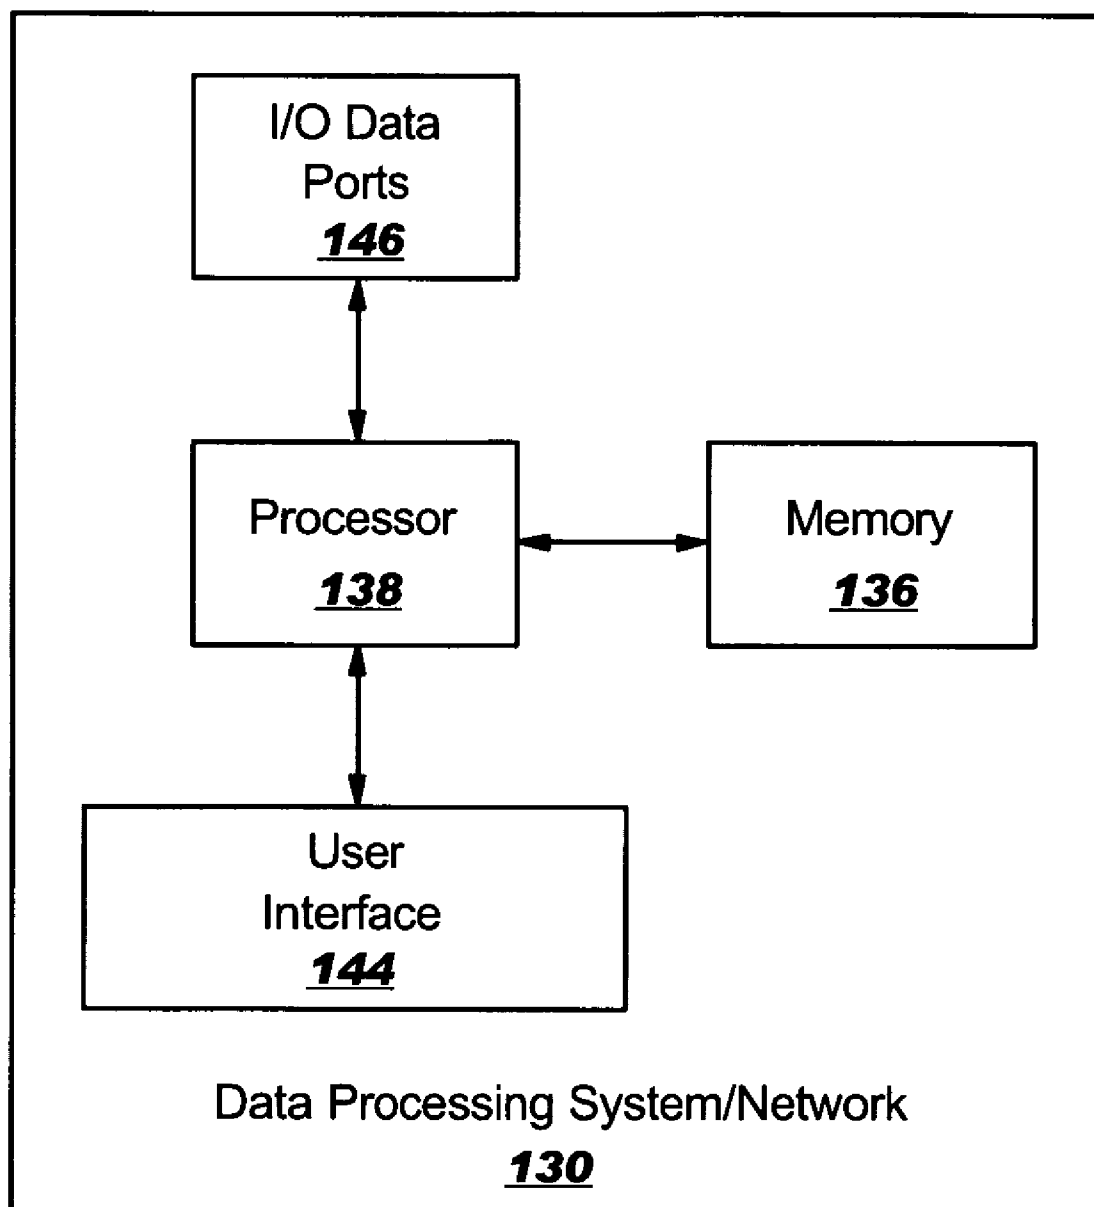 I/O Data
Ports
146
Processor
138
Memory
136
User
Interface
144
Data Processing System/Network
130